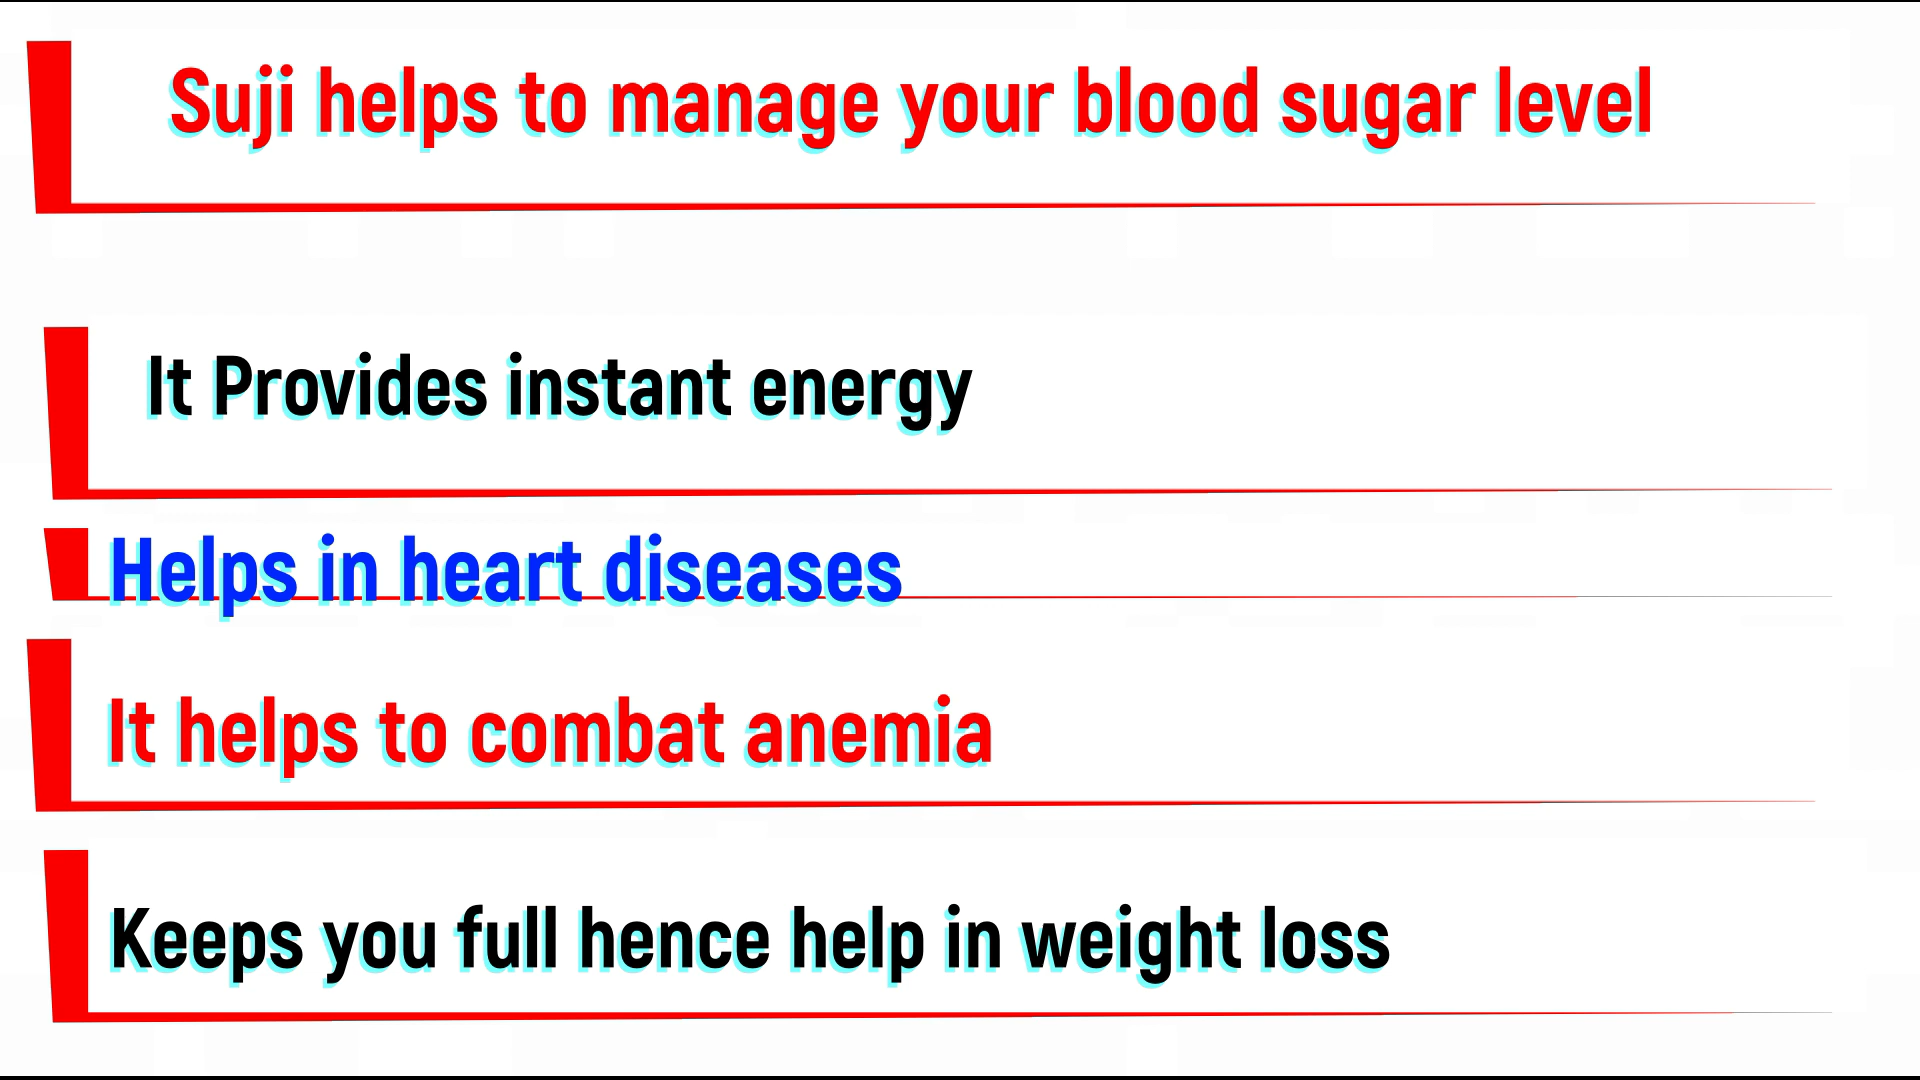 Suji helps to manage your blood sugar level
It Provides instant energy
Helps in heart diseases
It helps to combat anemia
Keeps you full hence help in weight loss